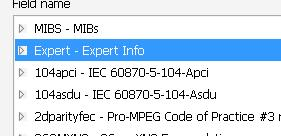 Field name
MIBS - MIBs
Expert - Expert Info
104apci - IEC 60870-5-104-Apci
104asdu - IEC 60870-5-104-Asdu
2dparityfec - Pro-MPEG Code of Practice #3 r